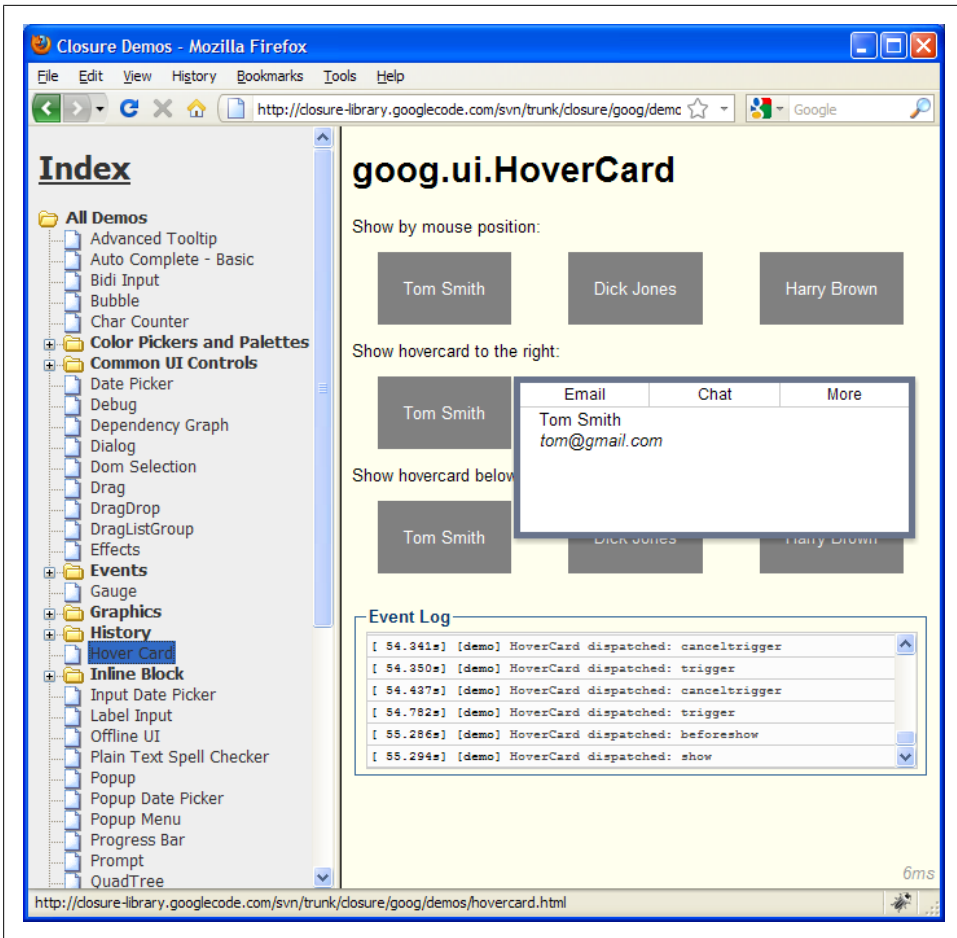 Closure Demos - Mozilla Firefox
File Edit View History Bookmarks Tools Help
http://closure-library.googlecode.com/svn/trunk/closure/goog/demc Google
Index
All Demos
Advanced Tooltip
Auto Complete - Basic
Bidi Input
Bubble
Char Counter
Color Pickers and Palettes
Common UI Controls
Date Picker
Debug
Dependency Graph
Dialog
Dom Selection
Drag
DragDrop
DragListGroup
Effects
Events
Gauge
Graphics
History
Hover Card
Inline Block
Input Date Picker
Label Input
Offline UI
Plain Text Spell Checker
Popup
Popup Date Picker
Popup Menu
Progress Bar
Prompt
QuadTree
goog.ui.HoverCard
Show by mouse position:
Tom Smith Dick Jones Harry Brown
Show hovercard to the right:
Tom Smith
Email Chat More
Tom Smith
tom@gmail.com
Show hovercard below
Tom Smith Dick Jones Harry Brown
Event Log
[ 54.341s] [demo] HoverCard dispatched: canceltrigger
[ 54.350s] [demo] HoverCard dispatched: trigger
[ 54.437s] [demo] HoverCard dispatched: canceltrigger
[ 54.782s] [demo] HoverCard dispatched: trigger
[ 55.286s] [demo] HoverCard dispatched: beforeshow
[ 55.294s] [demo] HoverCard dispatched: show
6ms
http://closure-library.googlecode.com/svn/trunk/closure/goog/demos/hovercard.html